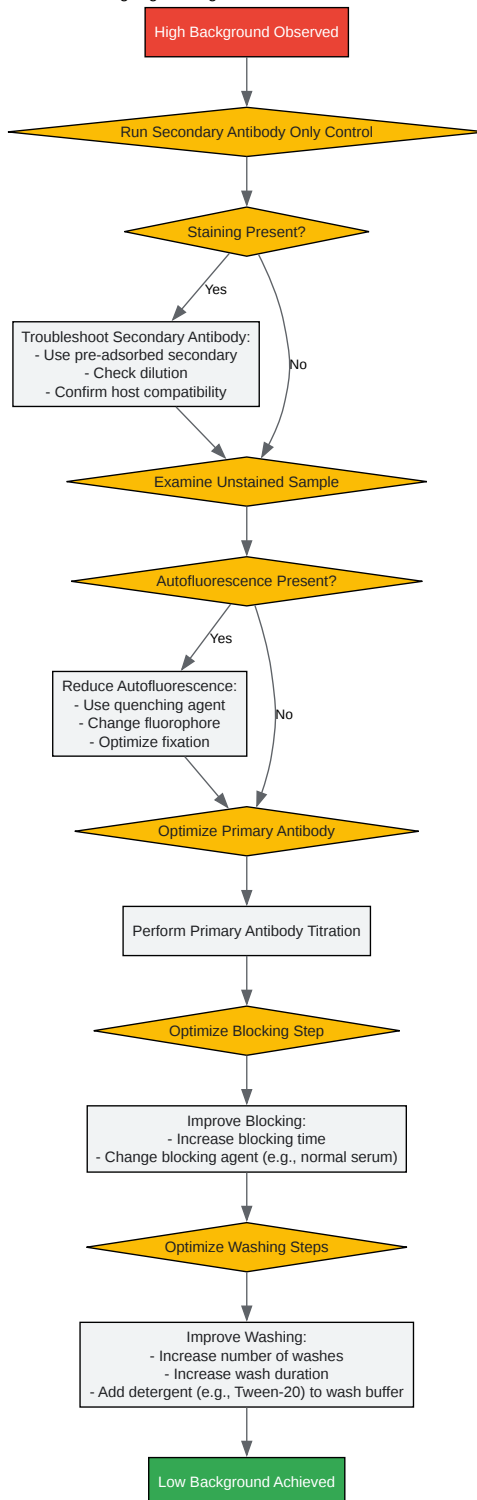 High Background Observed
Run Secondary Antibody Only Control
Staining Present?
Yes
Troubleshoot Secondary Antibody:
- Use pre-adsorbed secondary
- Check dilution
- Confirm host compatibility
No
Examine Unstained Sample
Autofluorescence Present?
Yes
Reduce Autofluorescence:
- Use quenching agent
- Change fluorophore
- Optimize fixation
No
Optimize Primary Antibody
Perform Primary Antibody Titration
Optimize Blocking Step
Improve Blocking:
- Increase blocking time
- Change blocking agent (e.g., normal serum)
Optimize Washing Steps
Improve Washing:
- Increase number of washes
- Increase wash duration
- Add detergent (e.g., Tween-20) to wash buffer
Low Background Achieved